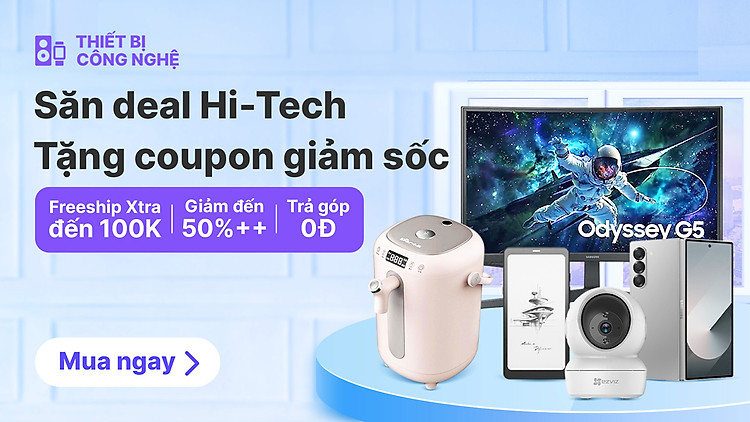 THIẾT BỊ
CÔNG NGHỆ
Săn deal Hi-Tech
Tặng coupon giảm sốc
Freeship Xtra
đến 100K
Giảm đến
50%++
Trả góp
0Đ
Odyssey G5
SAMSUNG
EZVIZ
Mua ngay